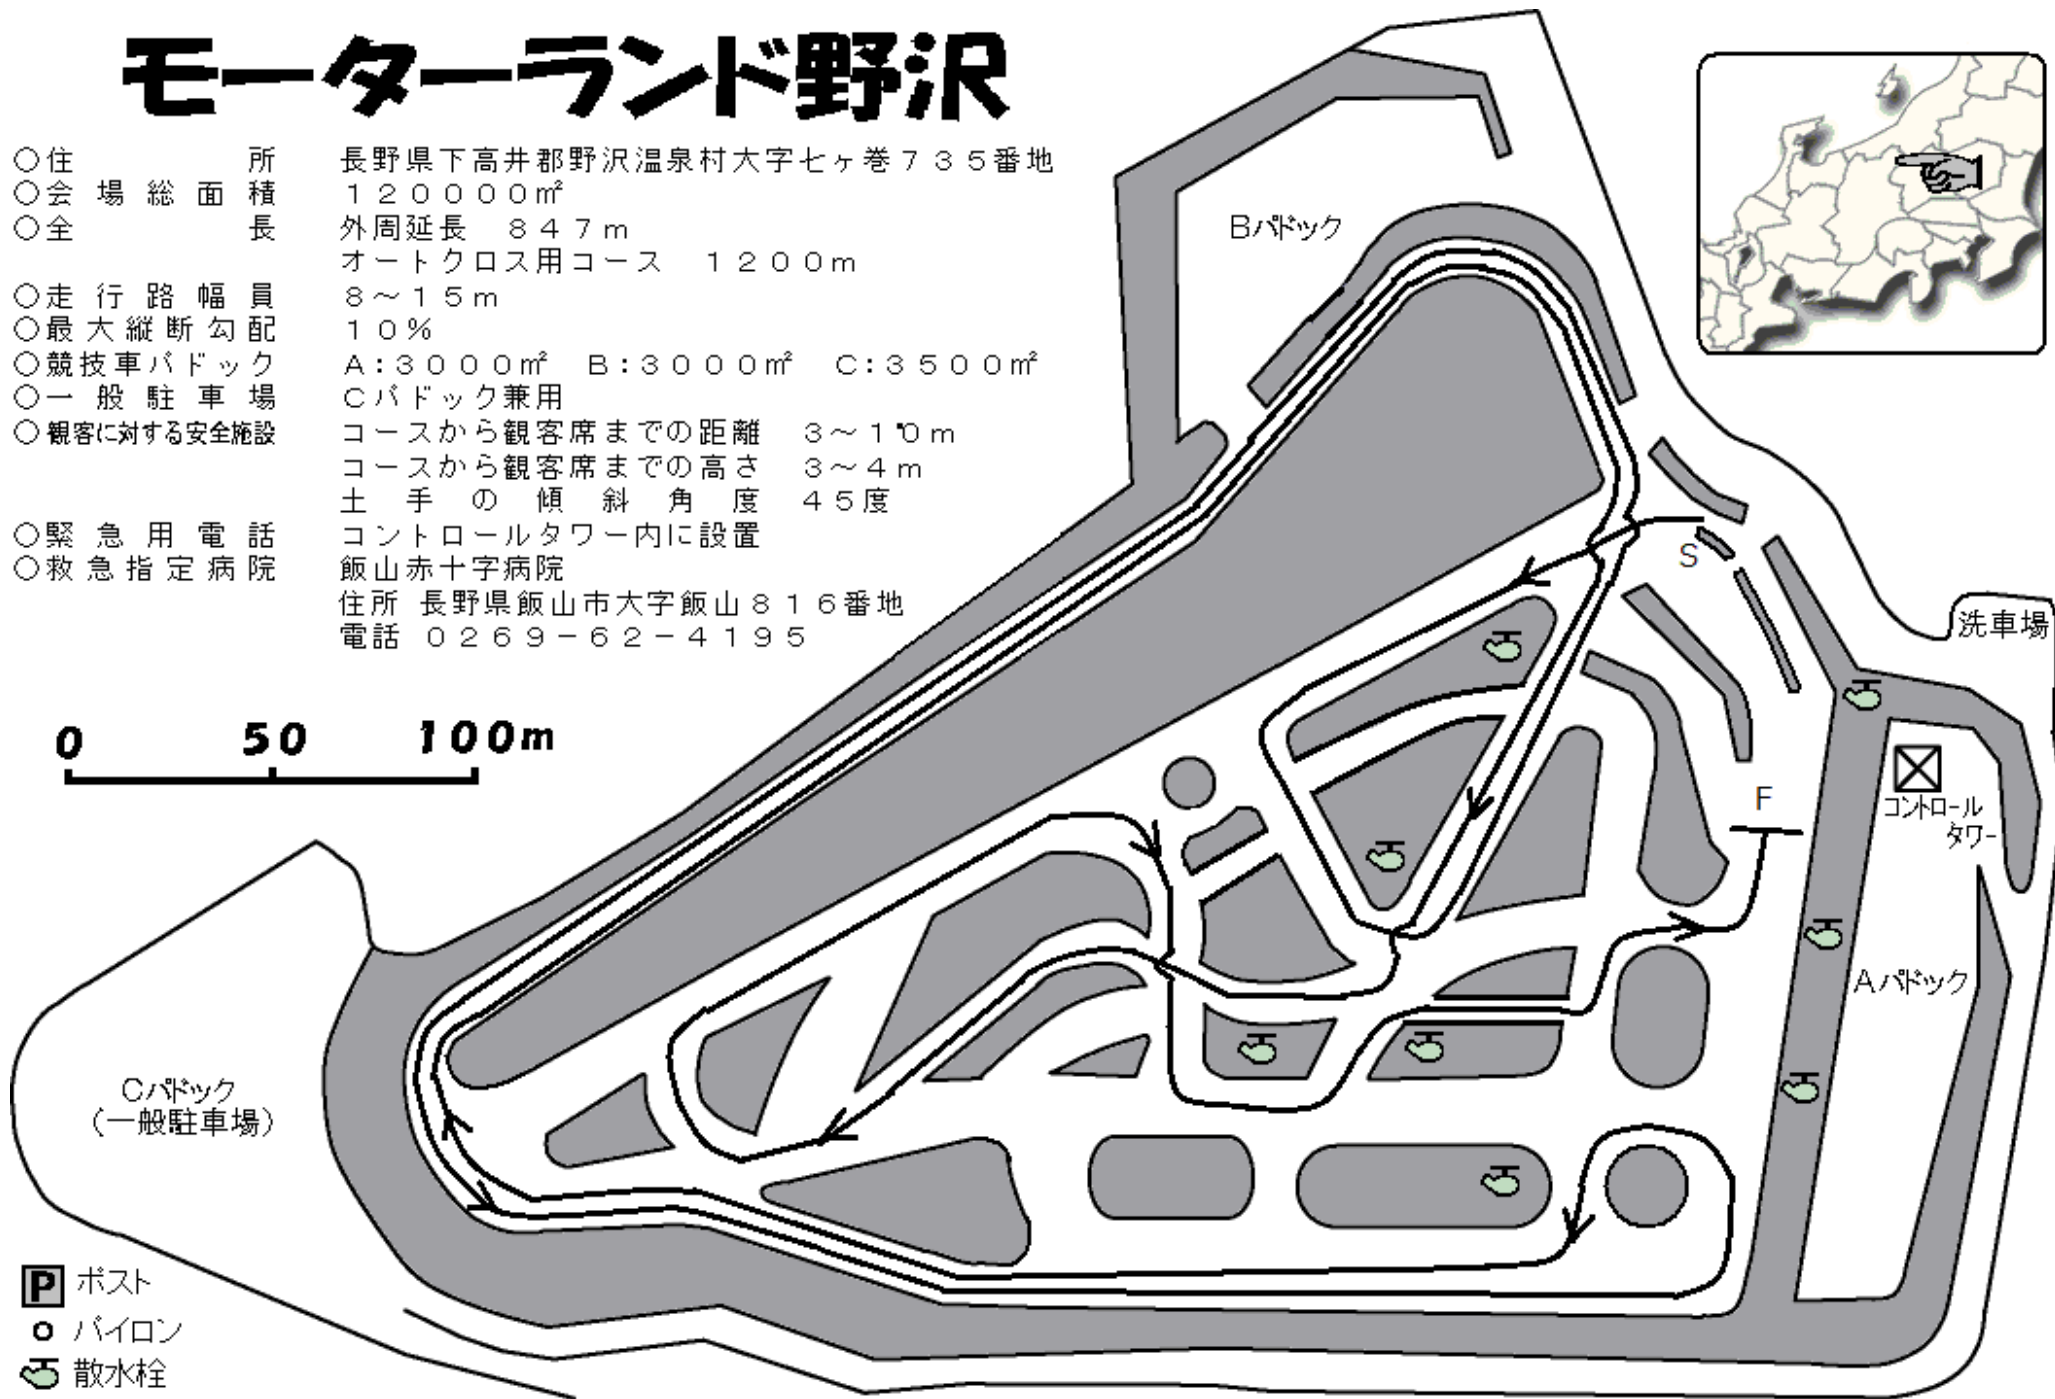 モーターランド野沢
○住所 長野県下高井郡野沢温泉村大字七ヶ巻735番地
○会場総面積 120000㎡
○全長 外周延長 847m
オートクロス用コース 1200m
○走行路幅員 8～15m
○最大縦断勾配 10%
○競技車パドック A:3000㎡ B:3000㎡ C:3500㎡
○一般駐車場 Cパドック兼用
○観客に対する安全施設 コースから観客席までの距離 3～10m
コースから観客席までの高さ 3～4m
土手の傾斜角度 45度
○緊急用電話 コントロールタワー内に設置
○救急指定病院 飯山赤十字病院
住所 長野県飯山市大字飯山816番地
電話 0269-62-4195
0 50 100m
Bパドック
S
洗車場
F
コントロール
タワー
Aパドック
Cパドック
(一般駐車場)
P ポスト
パイロン
散水栓